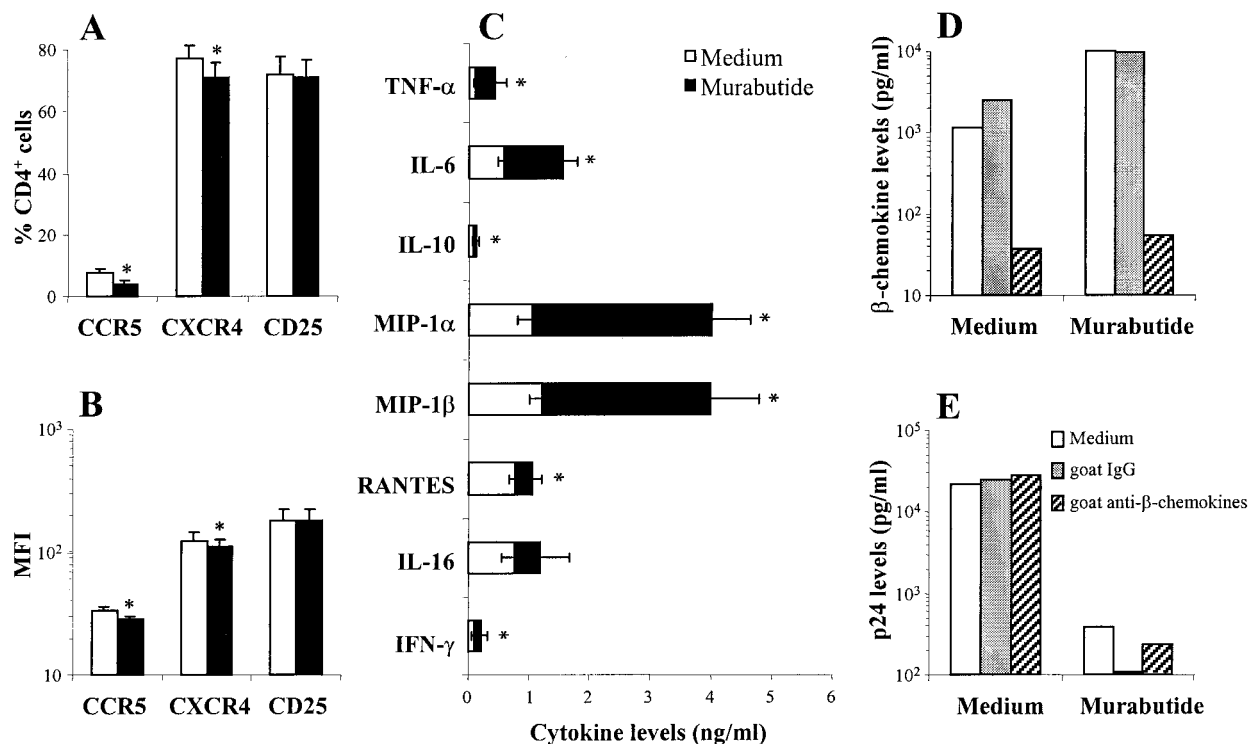 A
% CD4⁺ cells
80
60
40
20
0
*
*
CCR5 CXCR4 CD25
B
MFI
10³
10²
10
*
*
CCR5 CXCR4 CD25
C
Medium
Murabutide
TNF-α *
IL-6 *
IL-10 *
MIP-1α *
MIP-1β *
RANTES *
IL-16
IFN-γ *
0 1 2 3 4 5 6
Cytokine levels (ng/ml)
D
β-chemokine levels (pg/ml)
10⁴
10³
10²
10
Medium Murabutide
E
p24 levels (pg/ml)
10⁵
10⁴
10³
10²
Medium
goat IgG
goat anti-β-chemokines
Medium Murabutide